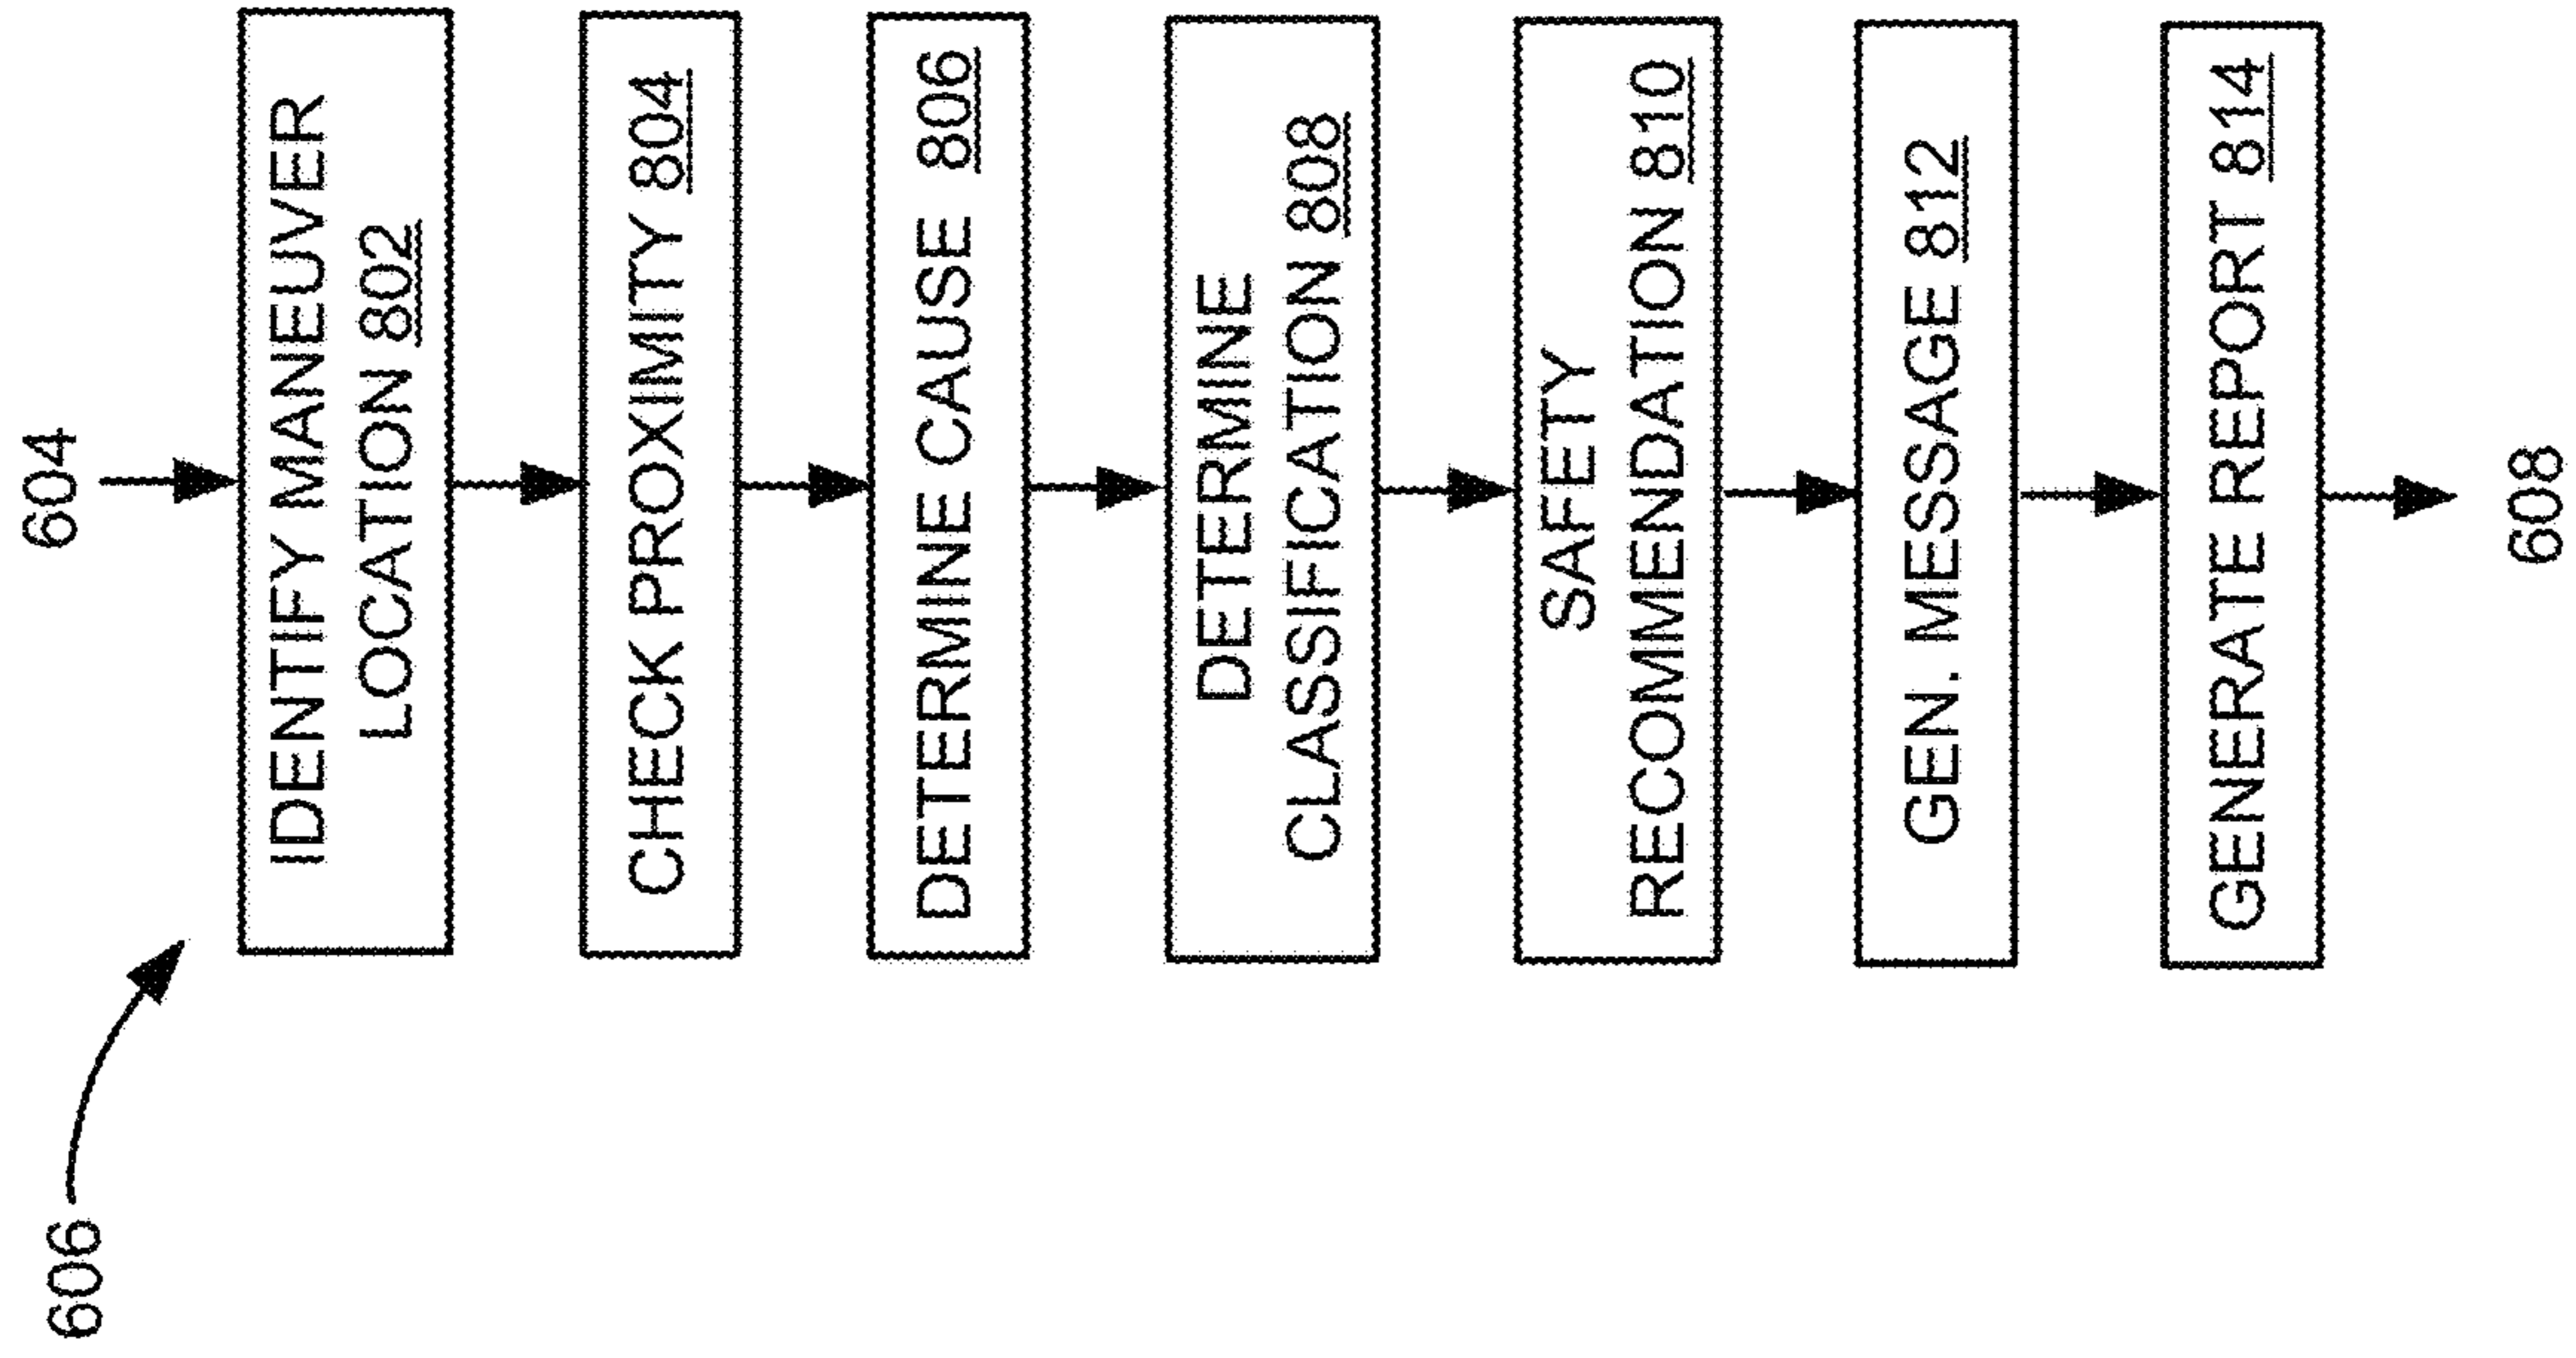 606
604
IDENTIFY MANEUVER
LOCATION 802
CHECK PROXIMITY 804
DETERMINE CAUSE 806
DETERMINE
CLASSIFICATION 808
SAFETY
RECOMMENDATION 810
GEN. MESSAGE 812
GENERATE REPORT 814
608